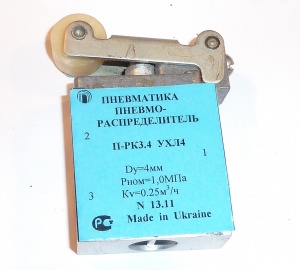 А
ПНЕВМАТИКА
ПНЕВМО-
РАСПРЕДЕЛИТЕЛЬ
2
П-РК3.4 УХЛ4
1
Dу=4мм
Pном=1,0МПа
3
Kv=0.25м³/ч
N 13.11
РС
Made in Ukraine